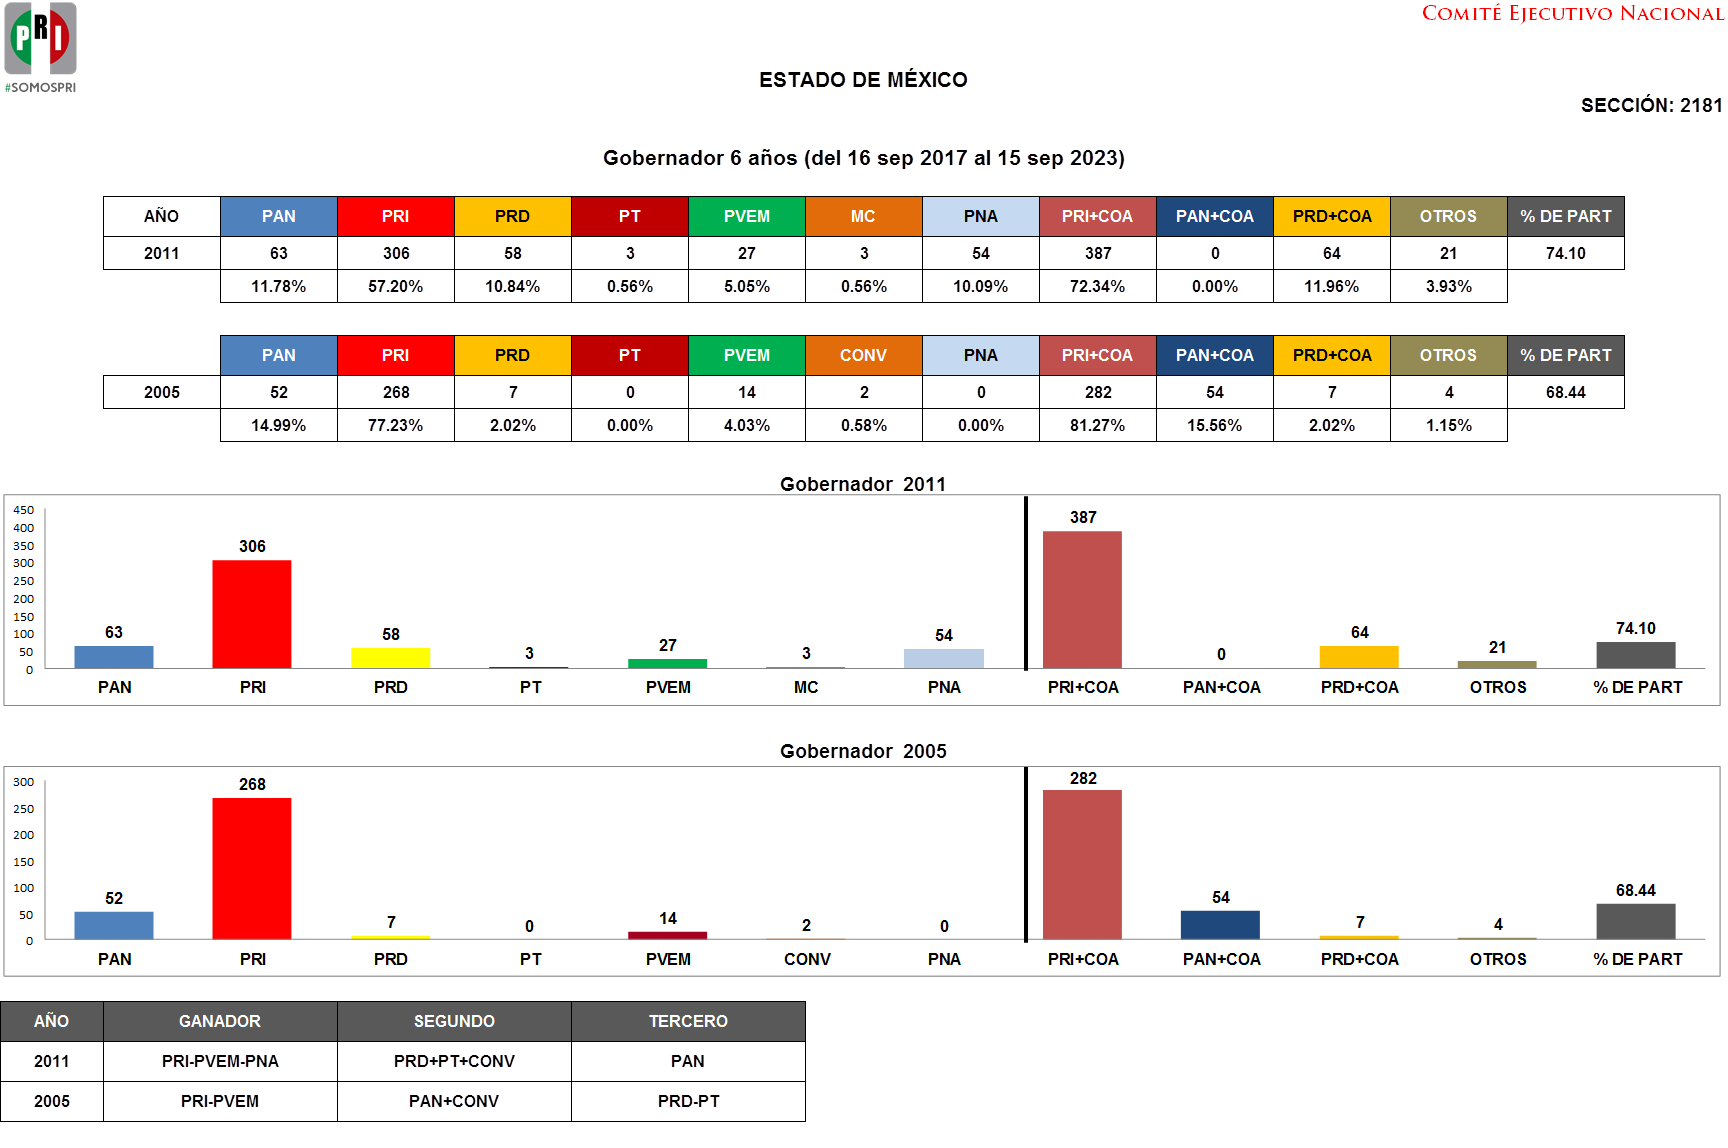 PRI
#SOMOSPRI
COMITÉ EJECUTIVO NACIONAL
ESTADO DE MÉXICO
SECCIÓN: 2181
Gobernador 6 años (del 16 sep 2017 al 15 sep 2023)
AÑO PAN PRI PRD PT PVEM MC PNA PRI+COA PAN+COA PRD+COA OTROS % DE PART
2011 63 306 58 3 27 3 54 387 0 64 21 74.10
11.78% 57.20% 10.84% 0.56% 5.05% 0.56% 10.09% 72.34% 0.00% 11.96% 3.93%
PAN PRI PRD PT PVEM CONV PNA PRI+COA PAN+COA PRD+COA OTROS % DE PART
2005 52 268 7 0 14 2 0 282 54 7 4 68.44
14.99% 77.23% 2.02% 0.00% 4.03% 0.58% 0.00% 81.27% 15.56% 2.02% 1.15%
Gobernador 2011
450
400
350
300
250
200
150
100
50
0
63 306 58 3 27 3 54 387 0 64 21 74.10
PAN PRI PRD PT PVEM MC PNA PRI+COA PAN+COA PRD+COA OTROS % DE PART
Gobernador 2005
300
250
200
150
100
50
0
52 268 7 0 14 2 0 282 54 7 4 68.44
PAN PRI PRD PT PVEM CONV PNA PRI+COA PAN+COA PRD+COA OTROS % DE PART
AÑO GANADOR SEGUNDO TERCERO
2011 PRI-PVEM-PNA PRD+PT+CONV PAN
2005 PRI-PVEM PAN+CONV PRD-PT